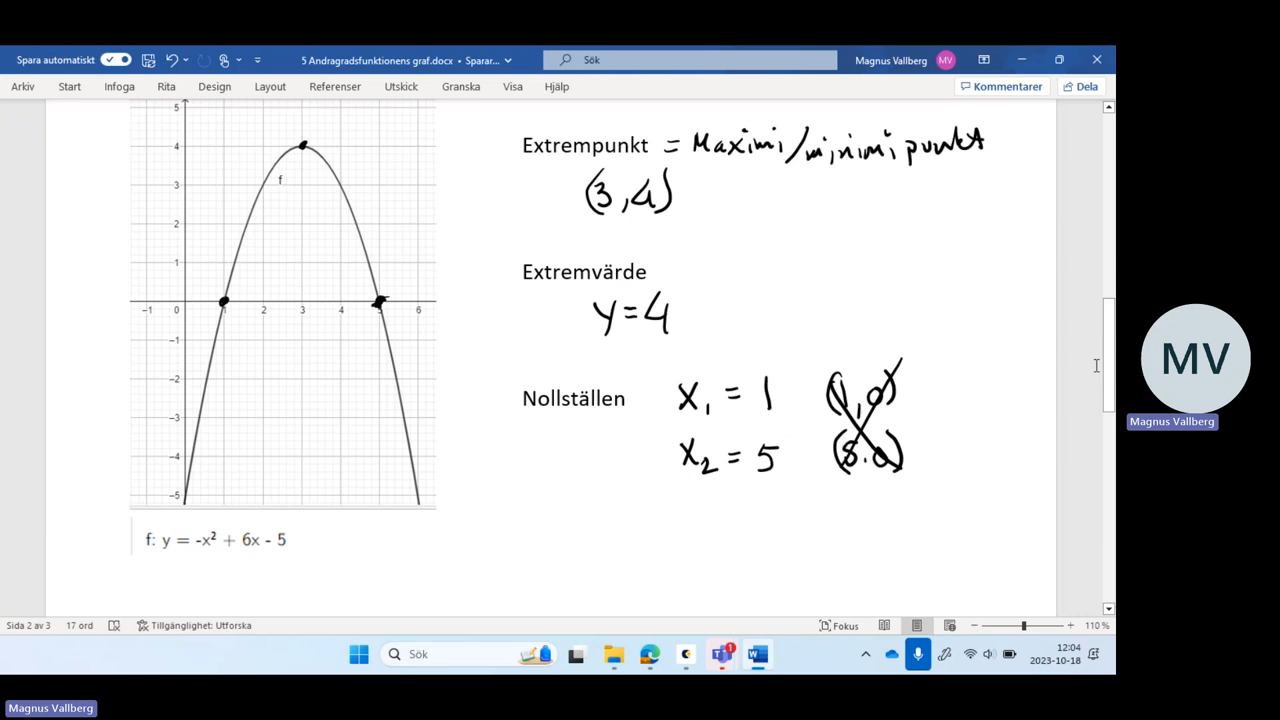 Spara automatiskt
5 Andragradsfunktionens graf.docx • Sparar...
Sök
Magnus Vallberg
MV
Arkiv Start Infoga Rita Design Layout Referenser Utskick Granska Visa Hjälp
Kommentarer
Dela
5
4
3
2
1
-1 0 1 2 3 4 5 6
-1
-2
-3
-4
-5
f
f: y = -x² + 6x - 5
Extrempunkt = Maximi/minimi punkt
(3,4)
Extremvärde
y=4
Nollställen x₁ = 1 (1,0)
x₂ = 5 (5.0)
MV
Magnus Vallberg
Sida 2 av 3 17 ord Tillgänglighet: Utforska
Fokus
110 %
Sök
1
12:04
2023-10-18
Magnus Vallberg